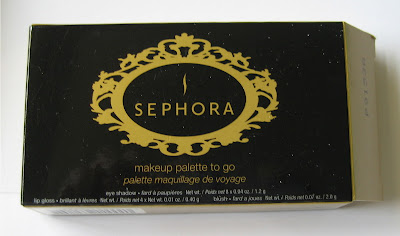 SEPHORA
makeup palette to go
palette maquillage de voyage
eye shadow • fard à paupières Net wt. / Poids net 8 x 0.04 oz. / 1.2 g
lip gloss • brillant à lèvres Net wt. / Poids net 4 x Net wt. 0.01 oz. / 0.40 g blush • fard à joues Net wt. / Poids net 0.07 oz. / 2.0 g